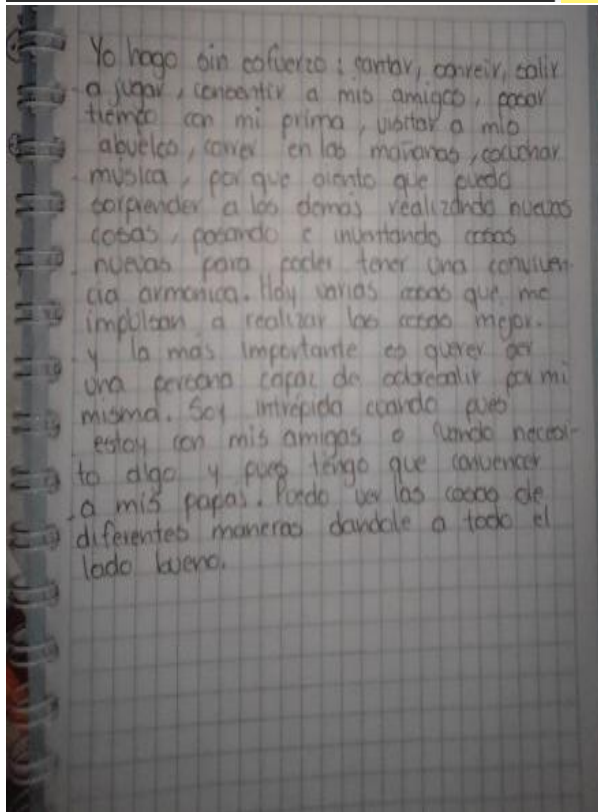 Yo hago sin esfuerzo: cantar, sonreir, salir
a jugar, consentir a mis amigos, pasar
tiempo con mi prima, visitar a mis
abuelos, correr en las mañanas, escuchar
musica, por que siento que puedo
sorprender a los demas realizando nuevas
cosas, pasando e inventando cosas
nuevas para poder tener una conviven-
cia armonica. Hay varias cosas que me
impulsan a realizar las cosas mejor.
y la mas importante es querer ser
una persona capaz de sobresalir por mi
misma. Soy intrépida cuando pues
estoy con mis amigas o cuando necesi-
to algo y pues tengo que convencer
a mis papas. Puedo ver las cosas de
diferentes maneras dandole a todo el
lado bueno.